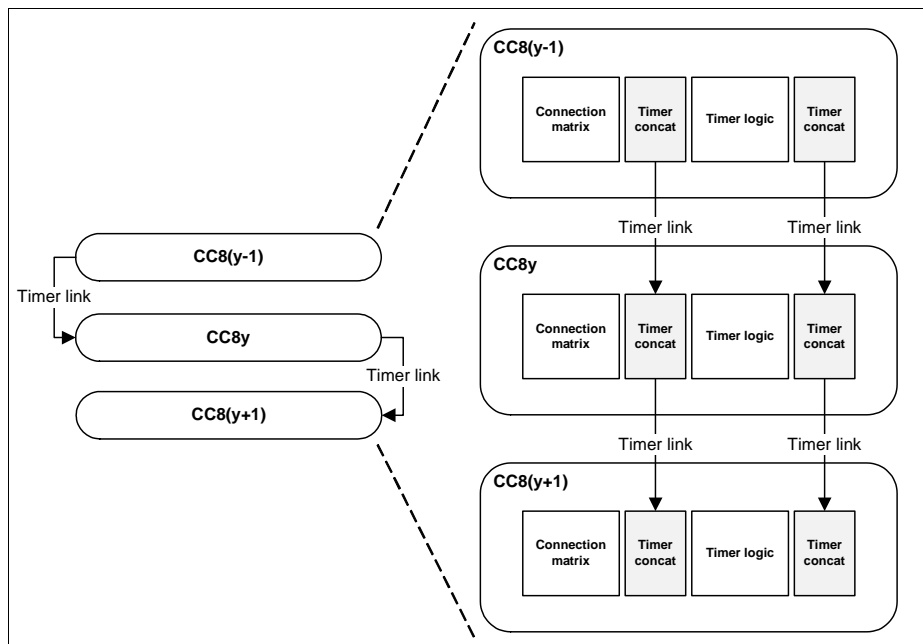 CC8(y-1)
Timer link
CC8y
Timer link
CC8(y+1)
CC8(y-1)
Connection
matrix
Timer
concat
Timer logic
Timer
concat
Timer link
Timer link
CC8y
Connection
matrix
Timer
concat
Timer logic
Timer
concat
Timer link
Timer link
CC8(y+1)
Connection
matrix
Timer
concat
Timer logic
Timer
concat